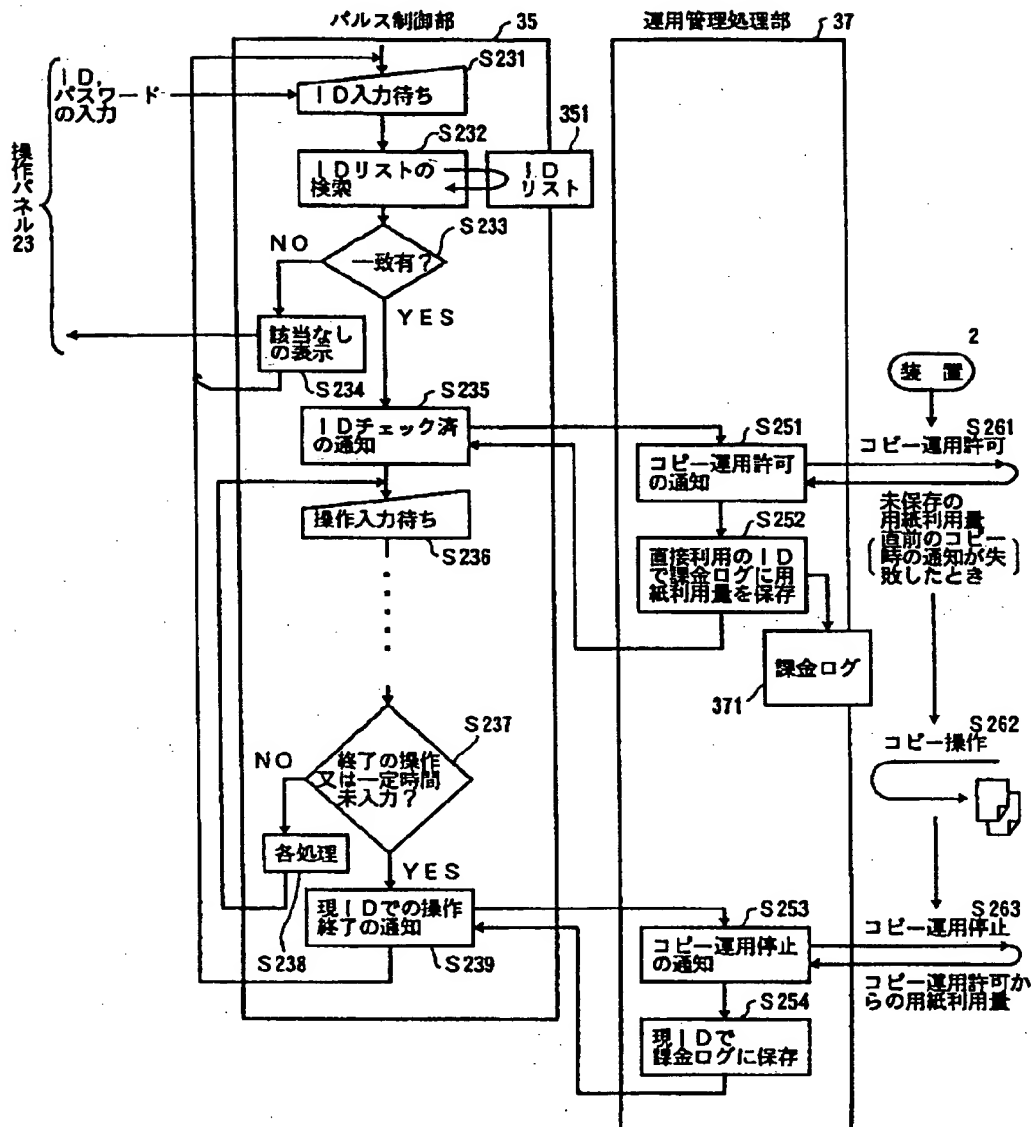 パルス制御部
35
運用管理処理部
37
操作パネル
23
ID,
パスワード
の入力
S231
ID入力待ち
S232
IDリストの
検索
351
ID
リスト
S233
一致有?
NO
YES
該当なし
の表示
S234
S235
IDチェック済
の通知
操作入力待ち
S236
S237
終了の操作
又は一定時間
未入力?
NO
YES
各処理
S238
現IDでの操作
終了の通知
S239
S251
コピー運用許可
の通知
S252
直接利用のID
で課金ログに用
紙利用量を保存
課金ログ
371
S253
コピー運用停止
の通知
S254
現IDで
課金ログに保存
2
装置
S261
コピー運用許可
未保存の
用紙利用量
直前のコピー
時の通知が失
敗したとき
S262
コピー操作
S263
コピー運用停止
コピー運用許可か
らの用紙利用量